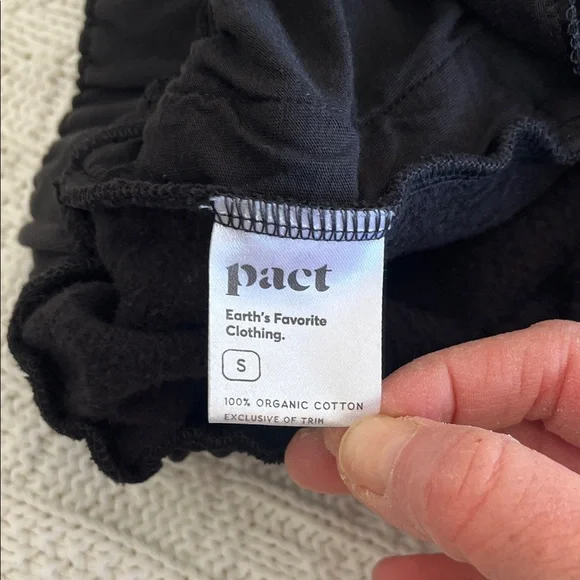 pact
Earth's Favorite
Clothing.
S
100% ORGANIC COTTON
EXCLUSIVE OF TRIM